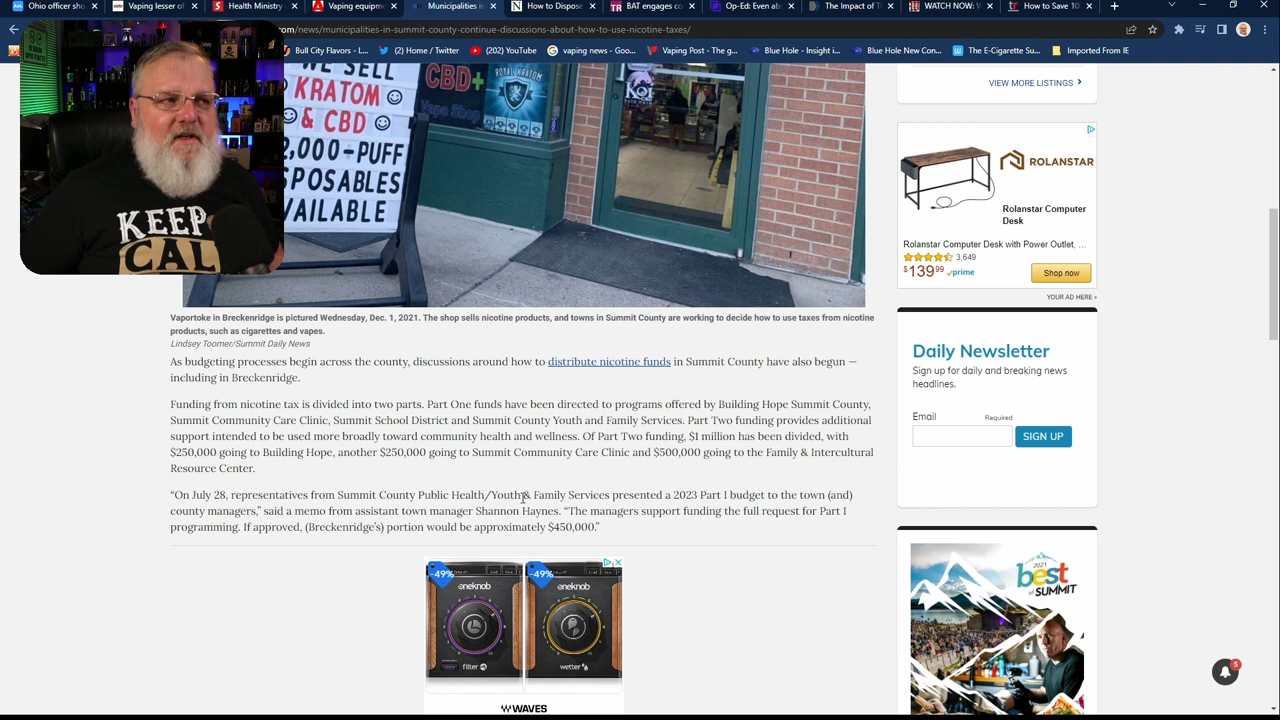 Ohio officer sho
Vaping lesser of
Health Ministry
Vaping equipm
Municipalities in
How to Dispose
BAT engages co
Op-Ed: Even ab
The Impact of T
WATCH NOW: W
How to Save 10
.com/news/municipalities-in-summit-county-continue-discussions-about-how-to-use-nicotine-taxes/
Bull City Flavors - L...
(2) Home / Twitter
(202) YouTube
vaping news - Goo...
Vaping Post - The g...
Blue Hole - Insight i...
Blue Hole New Con...
The E-Cigarette Su...
Imported From IE
WE SELL
KRATOM
& CBD
2,000-PUFF
SPOSABLES
VAILABLE
CBD+
Vape Shop
ROYAL KRATOM
Koi
KEEP
CAL
VIEW MORE LISTINGS
ROLANSTAR
Rolanstar Computer
Desk
Rolanstar Computer Desk with Power Outlet, ...
3,649
$139.99 prime
Shop now
YOUR AD HERE »
Vaportoke in Breckenridge is pictured Wednesday, Dec. 1, 2021. The shop sells nicotine products, and towns in Summit County are working to decide how to use taxes from nicotine
products, such as cigarettes and vapes.
Lindsey Toomer/Summit Daily News
As budgeting processes begin across the county, discussions around how to distribute nicotine funds in Summit County have also begun —
including in Breckenridge.
Funding from nicotine tax is divided into two parts. Part One funds have been directed to programs offered by Building Hope Summit County,
Summit Community Care Clinic, Summit School District and Summit County Youth and Family Services. Part Two funding provides additional
support intended to be used more broadly toward community health and wellness. Of Part Two funding, $1 million has been divided, with
$250,000 going to Building Hope, another $250,000 going to Summit Community Care Clinic and $500,000 going to the Family & Intercultural
Resource Center.
“On July 28, representatives from Summit County Public Health/Youth & Family Services presented a 2023 Part I budget to the town (and)
county managers,” said a memo from assistant town manager Shannon Haynes. “The managers support funding the full request for Part I
programming. If approved, (Breckenridge’s) portion would be approximately $450,000.”
Daily Newsletter
Sign up for daily and breaking news
headlines.
Email
Required
SIGN UP
-49%
-49%
oneknob
oneknob
filter
wetter
WAVES
2021
best
of SUMMIT
5